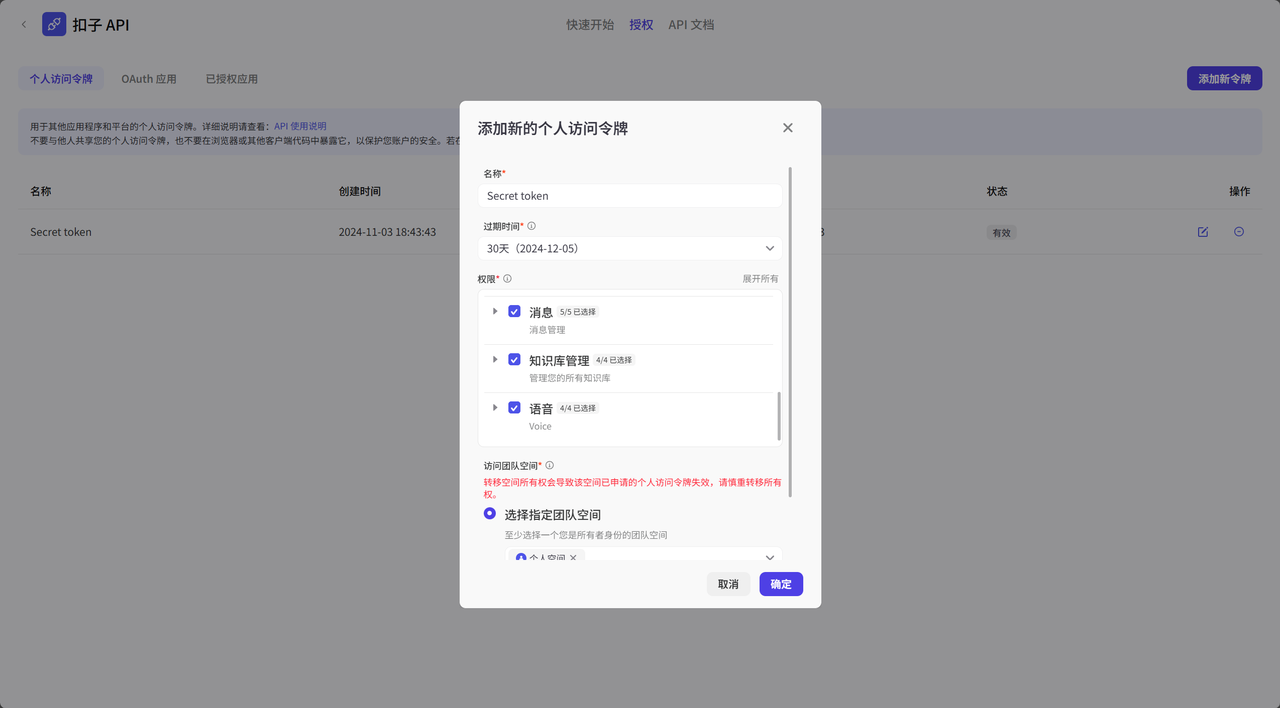 扣子 API
快速开始 授权 API 文档
个人访问令牌 OAuth 应用 已授权应用 添加新令牌
用于其他应用程序和平台的个人访问令牌。详细说明请查看：API 使用说明
不要与他人共享您的个人访问令牌，也不要在浏览器或其他客户端代码中暴露它，以保护您账户的安全。若在
名称 创建时间 状态 操作
Secret token 2024-11-03 18:43:43 3 有效
添加新的个人访问令牌
名称*
Secret token
过期时间*
30天（2024-12-05）
权限* 展开所有
消息 5/5 已选择
消息管理
知识库管理 4/4 已选择
管理您的所有知识库
语音 4/4 已选择
Voice
访问团队空间*
转移空间所有权会导致该空间已申请的个人访问令牌失效，请慎重转移所有
权。
选择指定团队空间
至少选择一个您是所有者身份的团队空间
个人空间
取消 确定